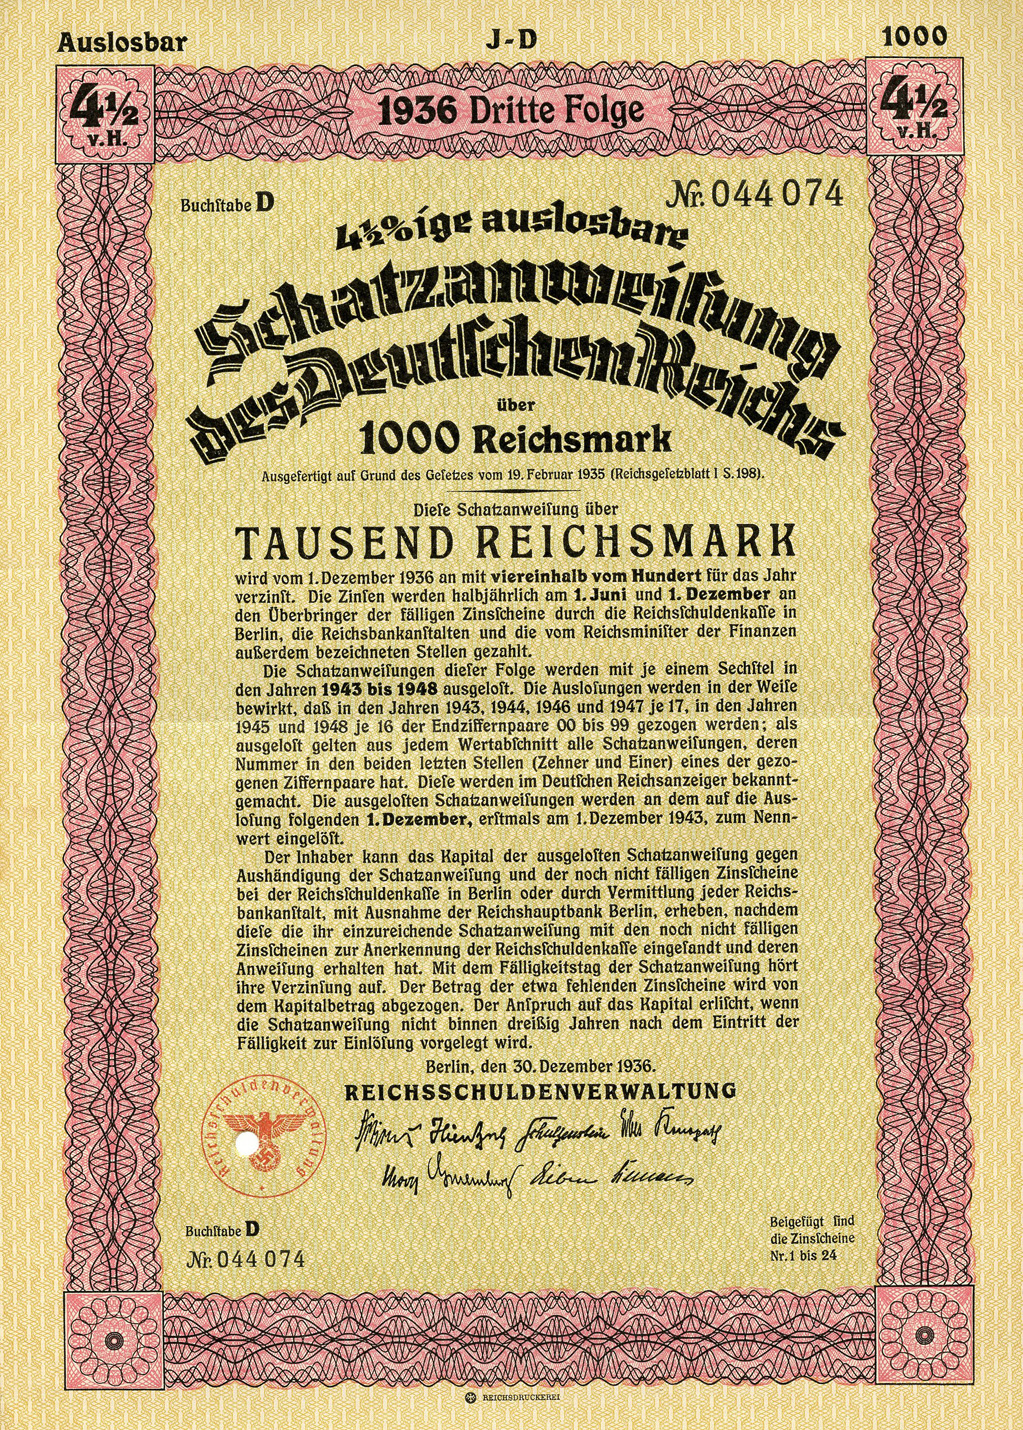 Auslosbar J-D 1000
4½ v.H. 1936 Dritte Folge 4½ v.H.
Buchſtabe D Nr. 044 074
4½%ige auslosbare
Schatzanweiſung
des Deutſchen Reichs
über
1000 Reichsmark
Ausgefertigt auf Grund des Geſetzes vom 19. Februar 1935 (Reichsgeſetzblatt I S. 198).
Dieſe Schatzanweiſung über
TAUSEND REICHSMARK
wird vom 1. Dezember 1936 an mit viereinhalb vom Hundert für das Jahr
verzinſt. Die Zinſen werden halbjährlich am 1. Juni und 1. Dezember an
den Überbringer der fälligen Zinsſcheine durch die Reichsſchuldenkaſſe in
Berlin, die Reichsbankanſtalten und die vom Reichsminiſter der Finanzen
außerdem bezeichneten Stellen gezahlt.
Die Schatzanweiſungen dieſer Folge werden mit je einem Sechſtel in
den Jahren 1943 bis 1948 ausgeloſt. Die Ausloſungen werden in der Weiſe
bewirkt, daß in den Jahren 1943, 1944, 1946 und 1947 je 17, in den Jahren
1945 und 1948 je 16 der Endziffernpaare 00 bis 99 gezogen werden; als
ausgeloſt gelten aus jedem Wertabſchnitt alle Schatzanweiſungen, deren
Nummer in den beiden letzten Stellen (Zehner und Einer) eines der gezo-
genen Ziffernpaare hat. Dieſe werden im Deutſchen Reichsanzeiger bekannt-
gemacht. Die ausgeloſten Schatzanweiſungen werden an dem auf die Aus-
loſung folgenden 1. Dezember, erſtmals am 1. Dezember 1943, zum Nenn-
wert eingelöſt.
Der Inhaber kann das Kapital der ausgeloſten Schatzanweiſung gegen
Aushändigung der Schatzanweiſung und der noch nicht fälligen Zinsſcheine
bei der Reichsſchuldenkaſſe in Berlin oder durch Vermittlung jeder Reichs-
bankanſtalt, mit Ausnahme der Reichshauptbank Berlin, erheben, nachdem
dieſe die ihr einzureichende Schatzanweiſung mit den noch nicht fälligen
Zinsſcheinen zur Anerkennung der Reichsſchuldenkaſſe eingeſandt und deren
Anweiſung erhalten hat. Mit dem Fälligkeitstag der Schatzanweiſung hört
ihre Verzinſung auf. Der Betrag der etwa fehlenden Zinsſcheine wird von
dem Kapitalbetrag abgezogen. Der Anſpruch auf das Kapital erliſcht, wenn
die Schatzanweiſung nicht binnen dreißig Jahren nach dem Eintritt der
Fälligkeit zur Einlöſung vorgelegt wird.
Berlin, den 30. Dezember 1936.
REICHSSCHULDENVERWALTUNG
Reichsſchuldenverwaltung
Buchſtabe D
Nr. 044 074
Beigefügt ſind
die Zinsſcheine
Nr. 1 bis 24
REICHSDRUCKEREI